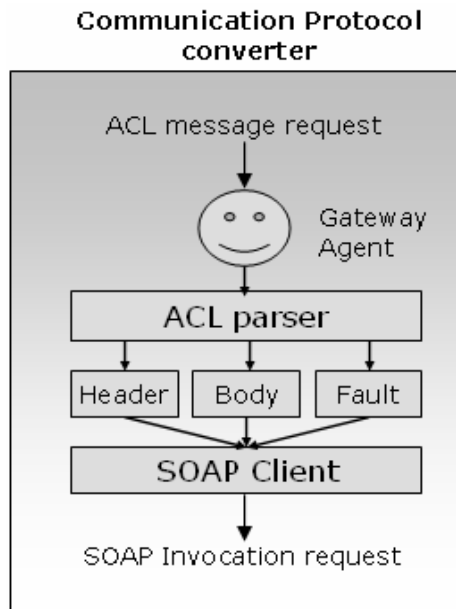 Communication Protocol
converter
ACL message request
Gateway
Agent
ACL parser
Header Body Fault
SOAP Client
SOAP Invocation request